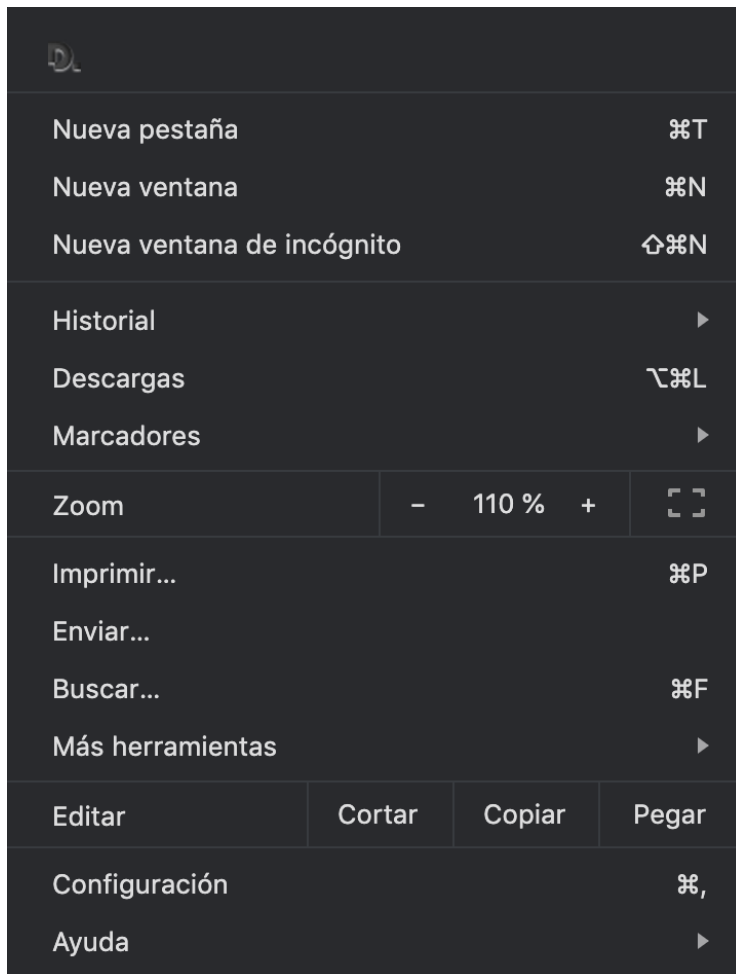 Nueva pestaña ⌘T
Nueva ventana ⌘N
Nueva ventana de incógnito ⇧⌘N
Historial
Descargas ⌥⌘L
Marcadores
Zoom - 110 % +
Imprimir... ⌘P
Enviar...
Buscar... ⌘F
Más herramientas
Editar Cortar Copiar Pegar
Configuración ⌘,
Ayuda